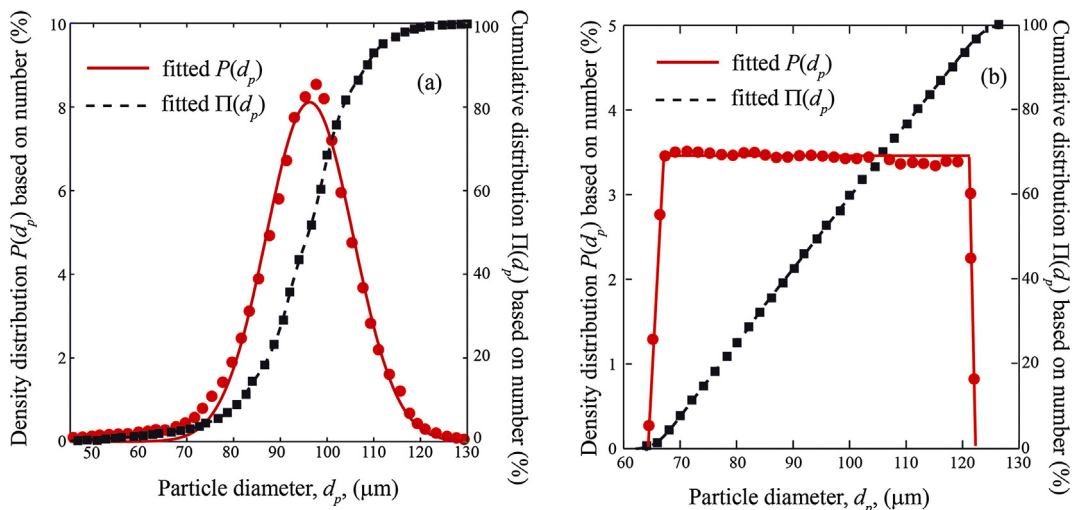 Density distribution P(dp) based on number (%)
10
8
6
4
2
0
fitted P(dp)
fitted Π(dp)
(a)
100
80
60
40
20
0
Cumulative distribution Π(dp) based on number (%)
50 60 70 80 90 100 110 120 130
Particle diameter, dp, (μm)
Density distribution P(dp) based on number (%)
5
4
3
2
1
0
fitted P(dp)
fitted Π(dp)
(b)
100
80
60
40
20
0
Cumulative distribution Π(dp) based on number (%)
60 70 80 90 100 110 120 130
Particle diameter, dp, (μm)